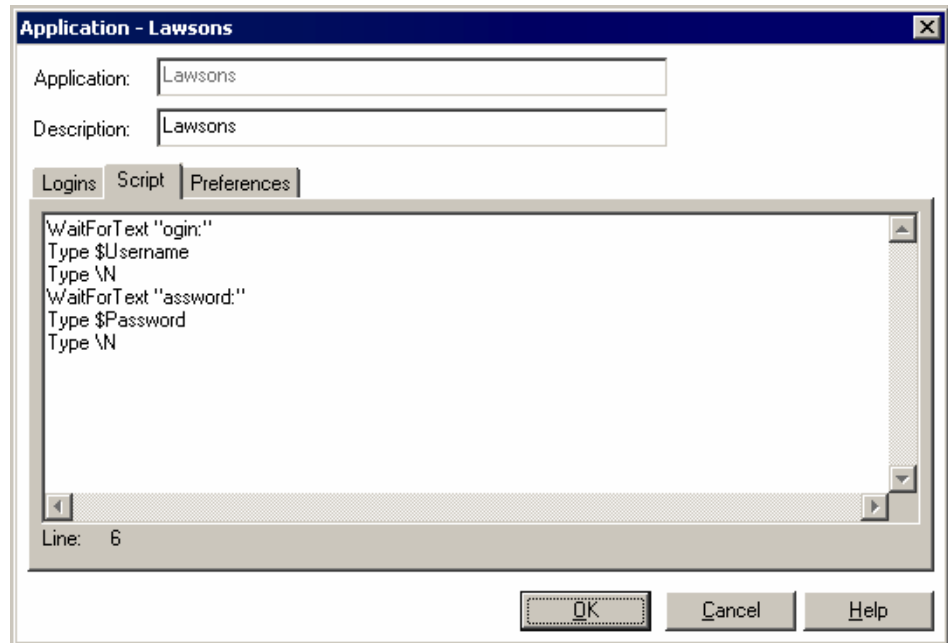 Application - Lawsons
Application: Lawsons
Description: Lawsons
Logins Script Preferences
WaitForText "ogin:"
Type $Username
Type \N
WaitForText "assword:"
Type $Password
Type \N
Line: 6
OK Cancel Help